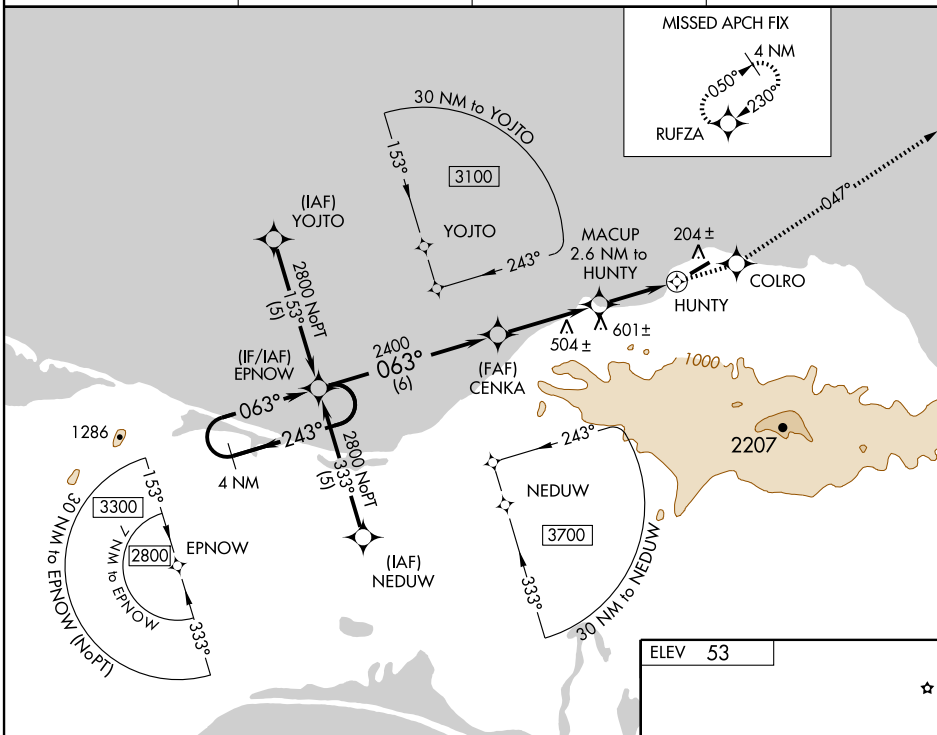 MISSED APCH FIX
4 NM
050°
230°
RUFZA
30 NM to YOJTO
153°
3100
YOJTO
243°
(IAF)
YOJTO
2800 NoPT
153°
(5)
MACUP
2.6 NM to
HUNTY
204±
047°
COLRO
HUNTY
601±
504±
(IF/IAF)
EPNOW
2400
063°
(6)
(FAF)
CENKA
1000
063°
243°
4 NM
1286
2207
2800 NoPT
333°
(5)
(IAF)
NEDUW
153°
3300
2800
EPNOW
7 NM to EPNOW
30 NM to EPNOW (NoPT)
333°
243°
NEDUW
3700
333°
30 NM to NEDUW
ELEV 53